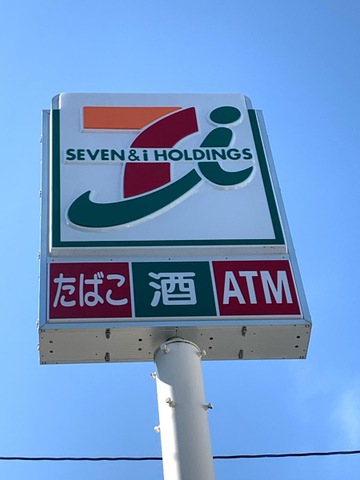 SEVEN & i HOLDINGS
たばこ 酒 ATM